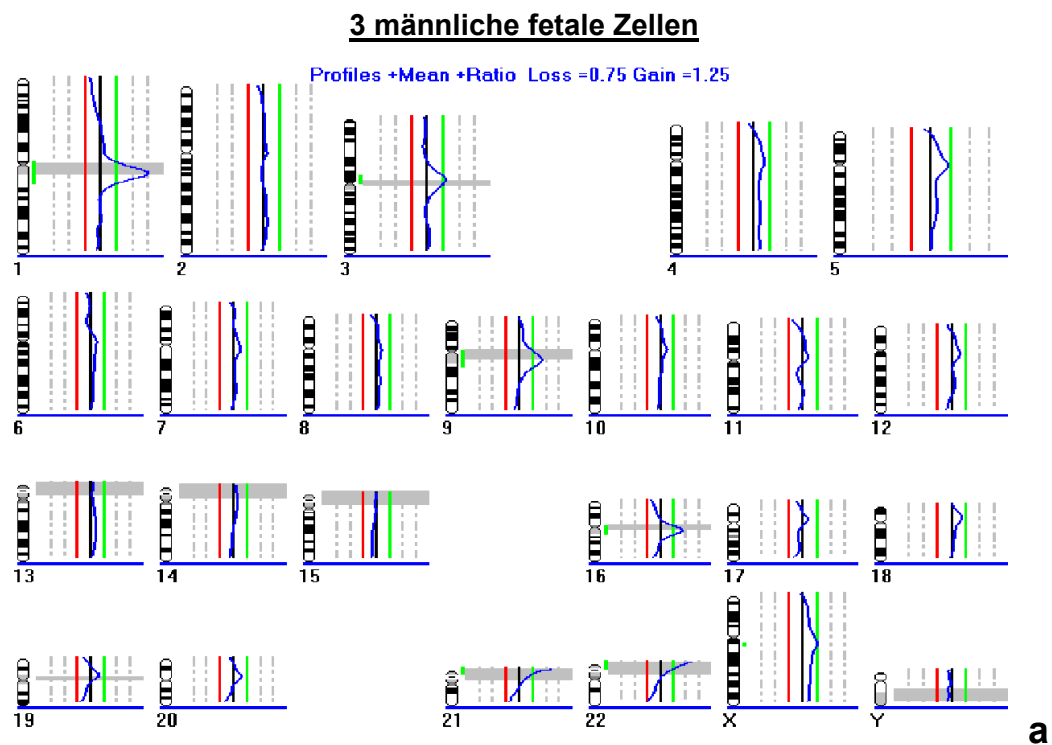 3 männliche fetale Zellen
Profiles +Mean +Ratio Loss =0.75 Gain =1.25
1 2 3 4 5
6 7 8 9 10 11 12
13 14 15 16 17 18
19 20 21 22 X Y
a